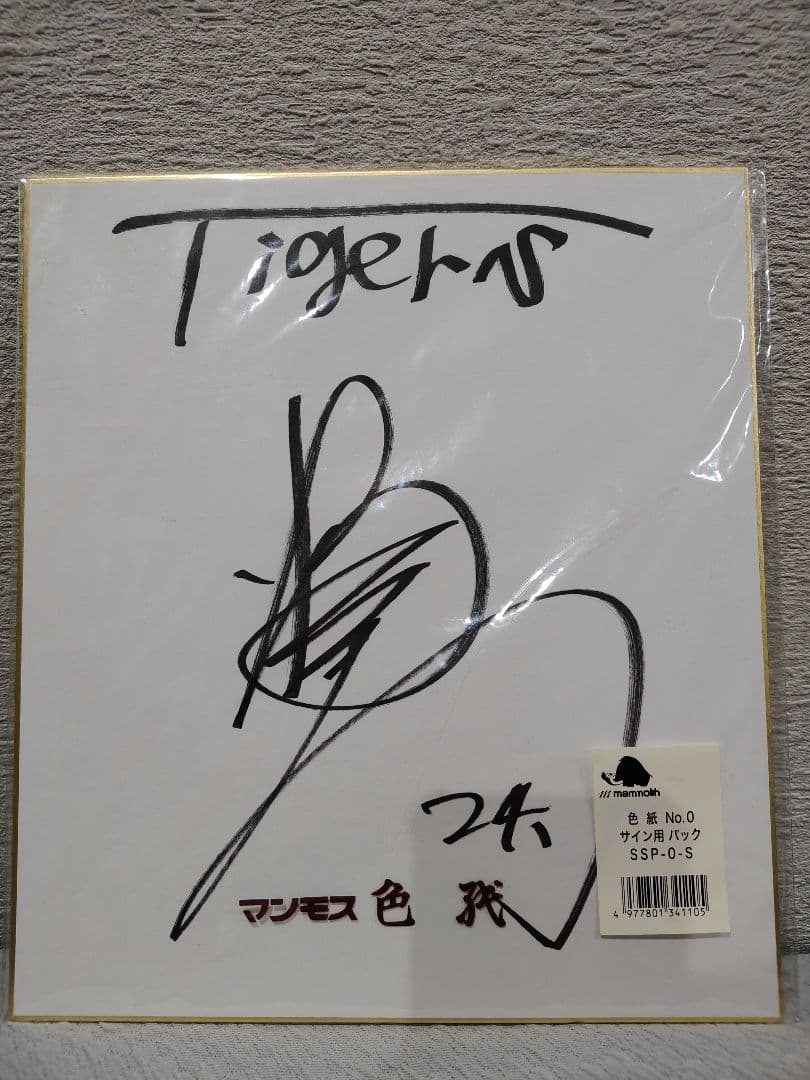 Tigers
24
mammoth
色紙 No.0
サイン用パック
SSP-0-S
4 977801 341105
マンモス色紙